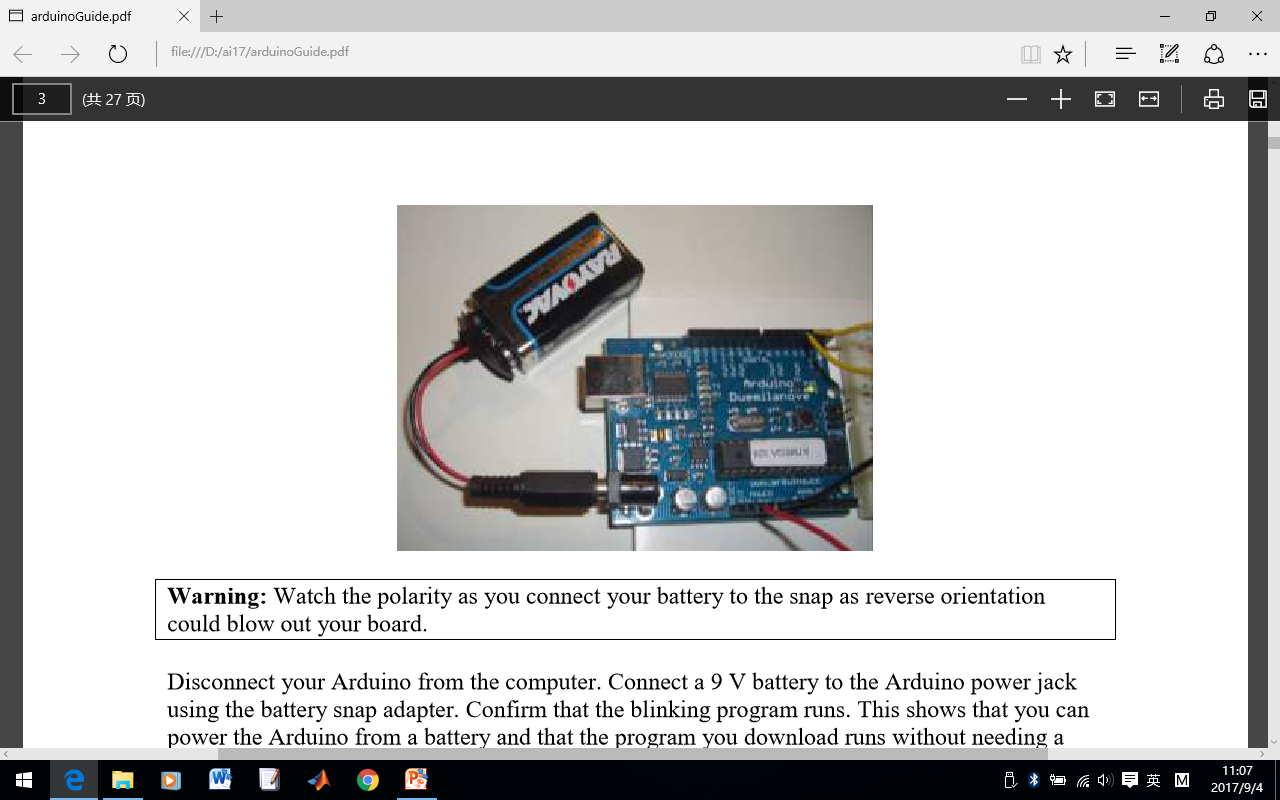 arduinoGuide.pdf
file:///D:/ai17/arduinoGuide.pdf
3 (共 27 页)
RAYOVAC
Arduino
Duemilanove
Warning: Watch the polarity as you connect your battery to the snap as reverse orientation
could blow out your board.
Disconnect your Arduino from the computer. Connect a 9 V battery to the Arduino power jack
using the battery snap adapter. Confirm that the blinking program runs. This shows that you can
power the Arduino from a battery and that the program you download runs without needing a
英 M
11:07
2017/9/4